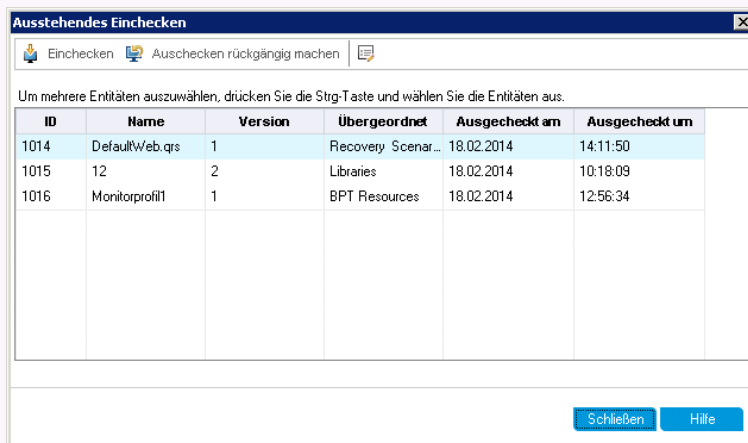 Ausstehendes Einchecken
Einchecken Auschecken rückgängig machen
Um mehrere Entitäten auszuwählen, drücken Sie die Strg-Taste und wählen Sie die Entitäten aus.
ID Name Version Übergeordnet Ausgecheckt am Ausgecheckt um
1014 DefaultWeb.qrs 1 Recovery Scenar... 18.02.2014 14:11:50
1015 12 2 Libraries 18.02.2014 10:18:09
1016 Monitorprofil1 1 BPT Resources 18.02.2014 12:56:34
Schließen Hilfe